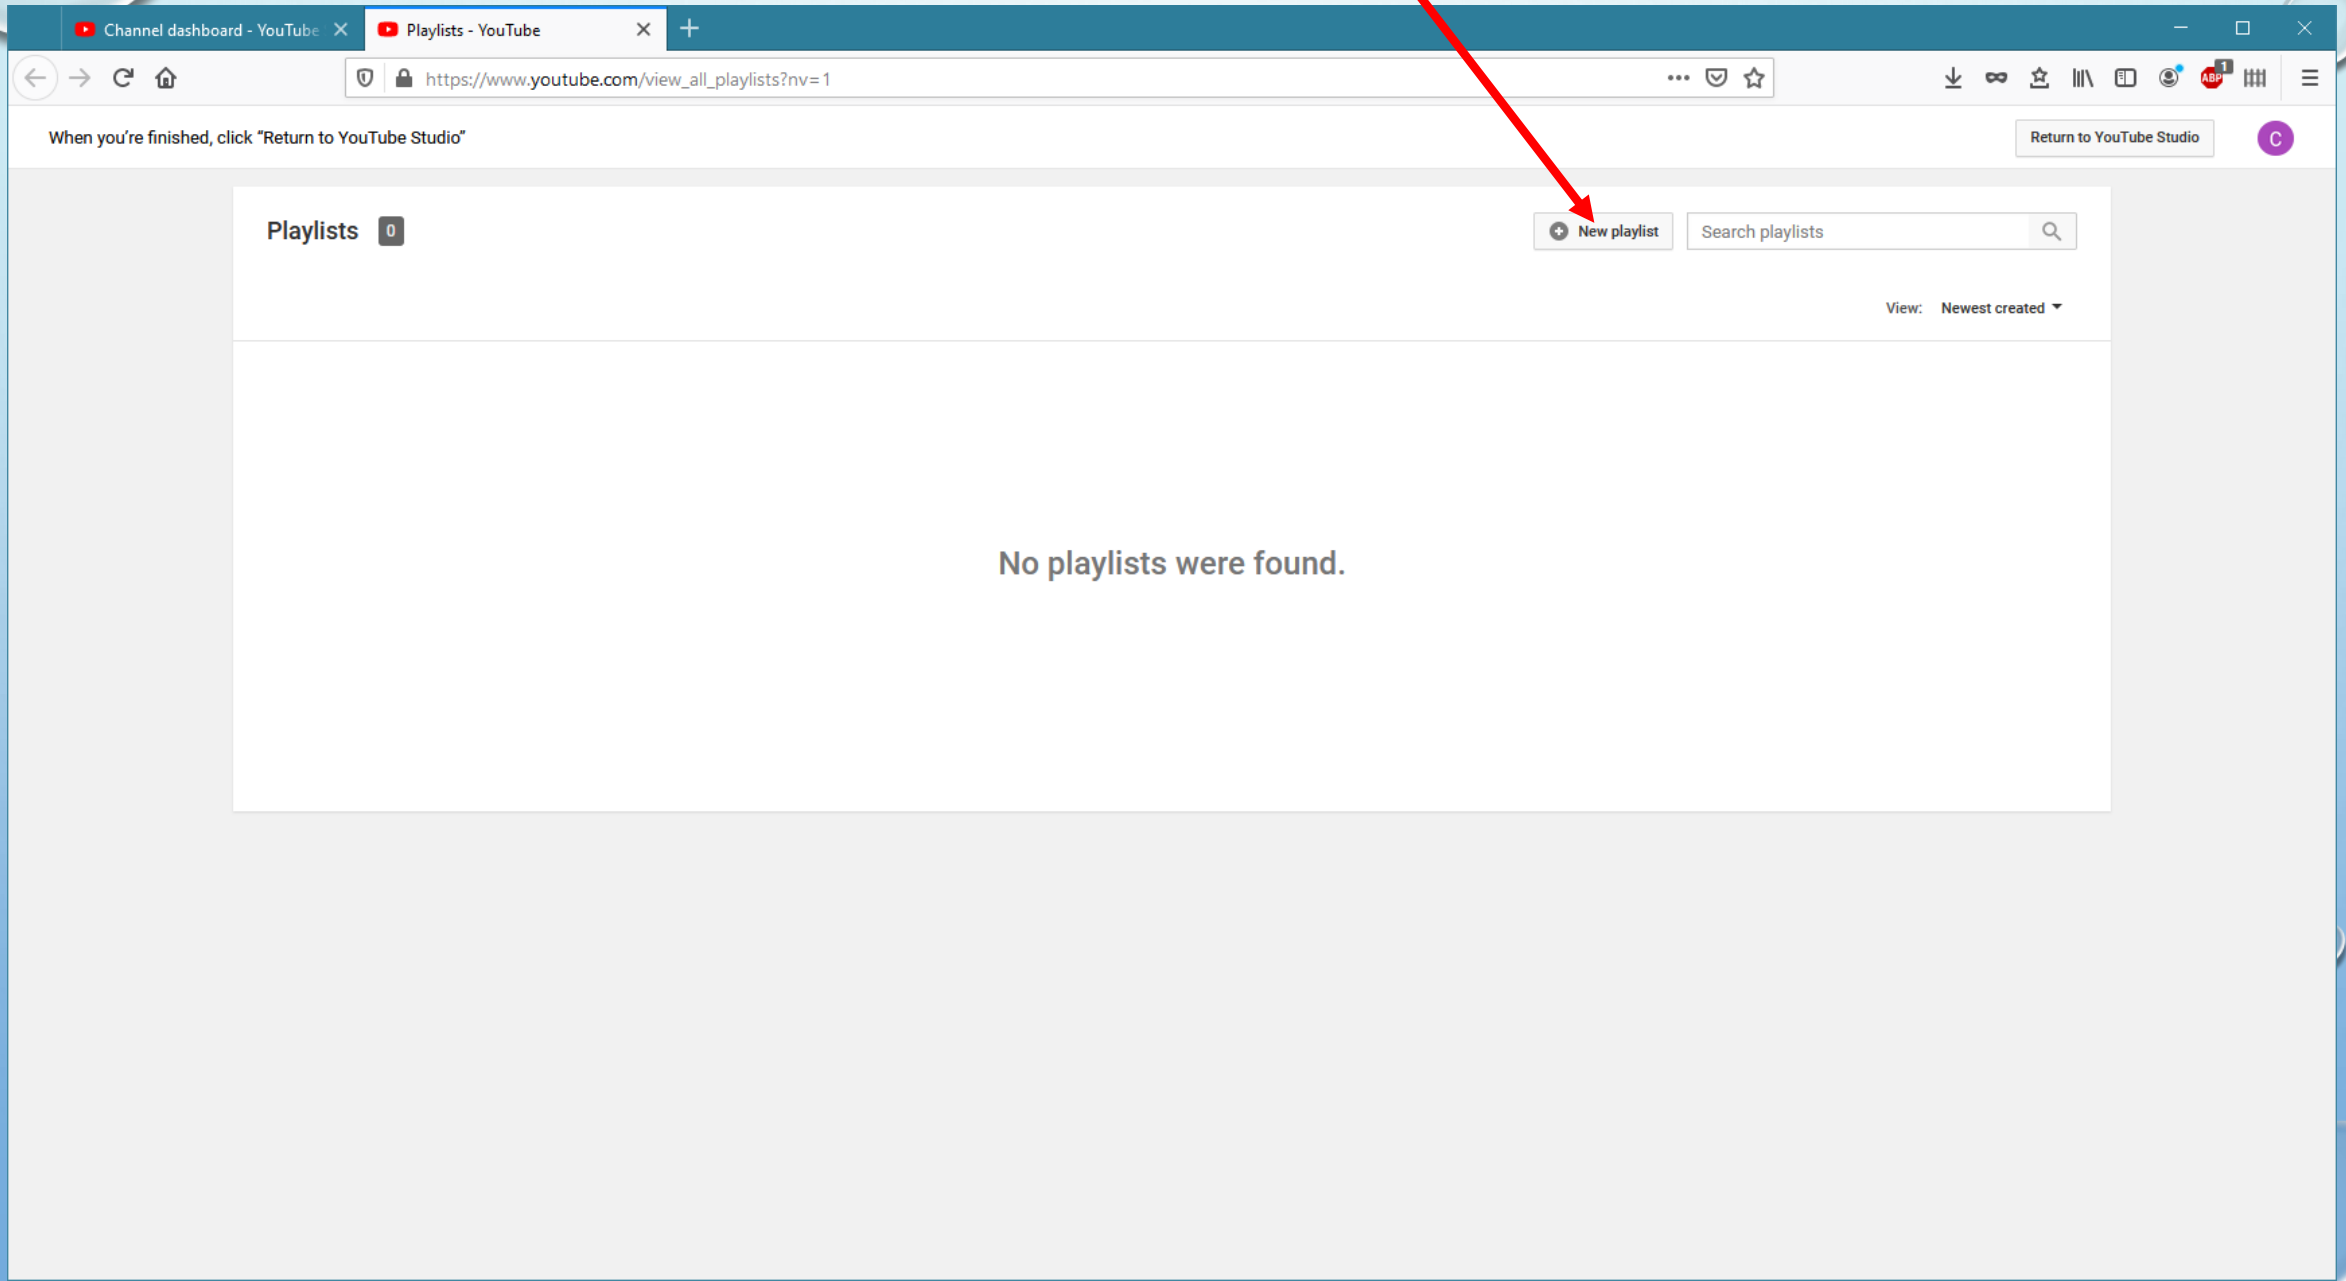 Channel dashboard - YouTube
Playlists - YouTube
https://www.youtube.com/view_all_playlists?nv=1
ABP
1
When you’re finished, click “Return to YouTube Studio”
Return to YouTube Studio
C
Playlists 0
New playlist
Search playlists
View: Newest created
No playlists were found.